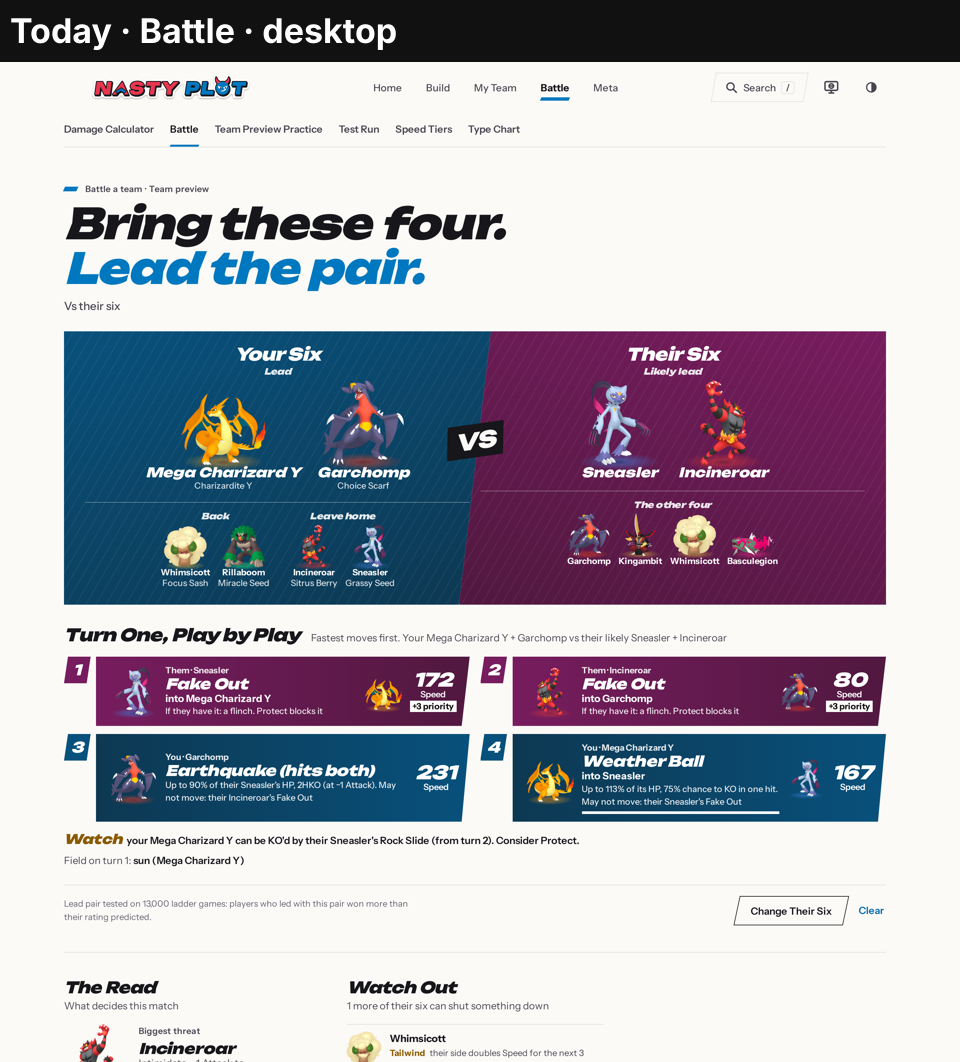 Today · Battle · desktop
NASTY PLOT
Home Build My Team Battle Meta
Search /
Damage Calculator Battle Team Preview Practice Test Run Speed Tiers Type Chart
Battle a team · Team preview
Bring these four.
Lead the pair.
Vs their six
Your Six
Lead
Mega Charizard Y Garchomp
Charizardite Y Choice Scarf
Back Leave home
Whimsicott Rillaboom Incineroar Sneasler
Focus Sash Miracle Seed Sitrus Berry Grassy Seed
VS
Their Six
Likely lead
Sneasler Incineroar
The other four
Garchomp Kingambit Whimsicott Basculegion
Turn One, Play by Play Fastest moves first. Your Mega Charizard Y + Garchomp vs their likely Sneasler + Incineroar
1
Them · Sneasler
Fake Out
into Mega Charizard Y
If they have it: a flinch. Protect blocks it
172
Speed
+3 priority
2
Them · Incineroar
Fake Out
into Garchomp
If they have it: a flinch. Protect blocks it
80
Speed
+3 priority
3
You · Garchomp
Earthquake (hits both)
Up to 90% of their Sneasler's HP, 2HKO (at −1 Attack). May
not move: their Incineroar's Fake Out
231
Speed
4
You · Mega Charizard Y
Weather Ball
into Sneasler
Up to 113% of its HP, 75% chance to KO in one hit.
May not move: their Sneasler's Fake Out
167
Speed
Watch your Mega Charizard Y can be KO'd by their Sneasler's Rock Slide (from turn 2). Consider Protect.
Field on turn 1: sun (Mega Charizard Y)
Lead pair tested on 13,000 ladder games: players who led with this pair won more than
their rating predicted.
Change Their Six Clear
The Read
What decides this match
Biggest threat
Incineroar
Watch Out
1 more of their six can shut something down
Whimsicott
Tailwind their side doubles Speed for the next 3